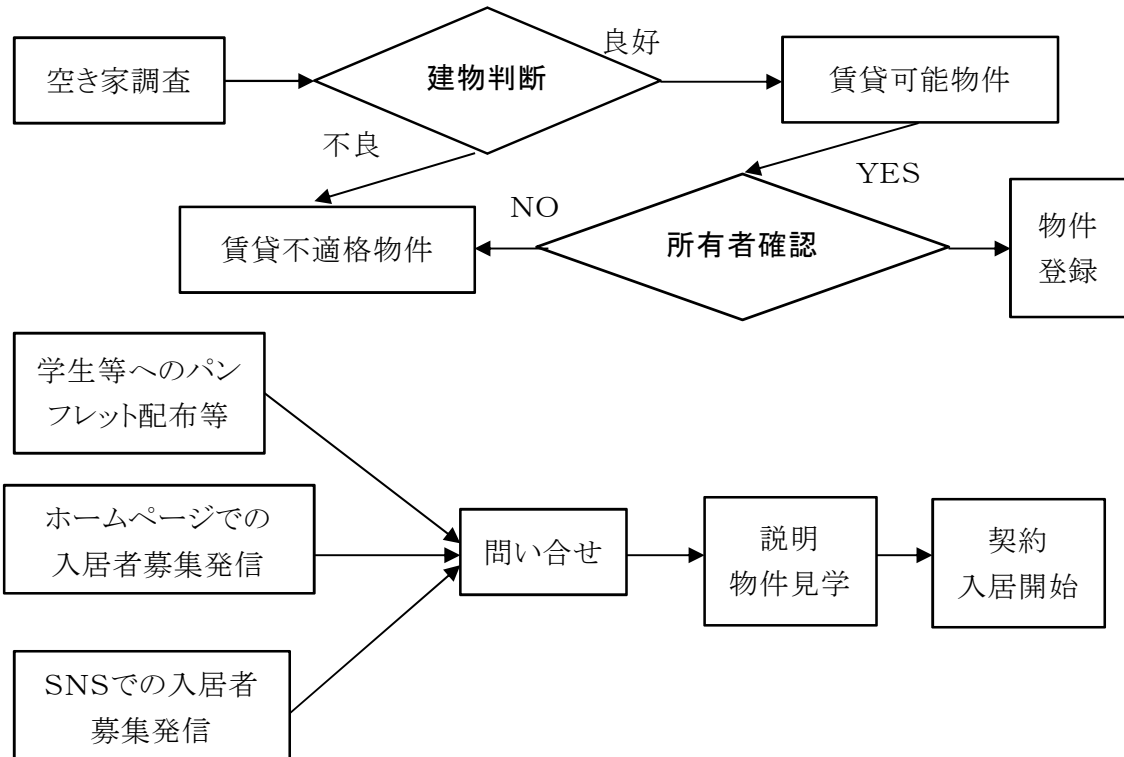 空き家調査
建物判断
良好
賃貸可能物件
不良
賃貸不適格物件
NO
所有者確認
YES
物件
登録
学生等へのパン
フレット配布等
ホームページでの
入居者募集発信
SNSでの入居者
募集発信
問い合せ
説明
物件見学
契約
入居開始